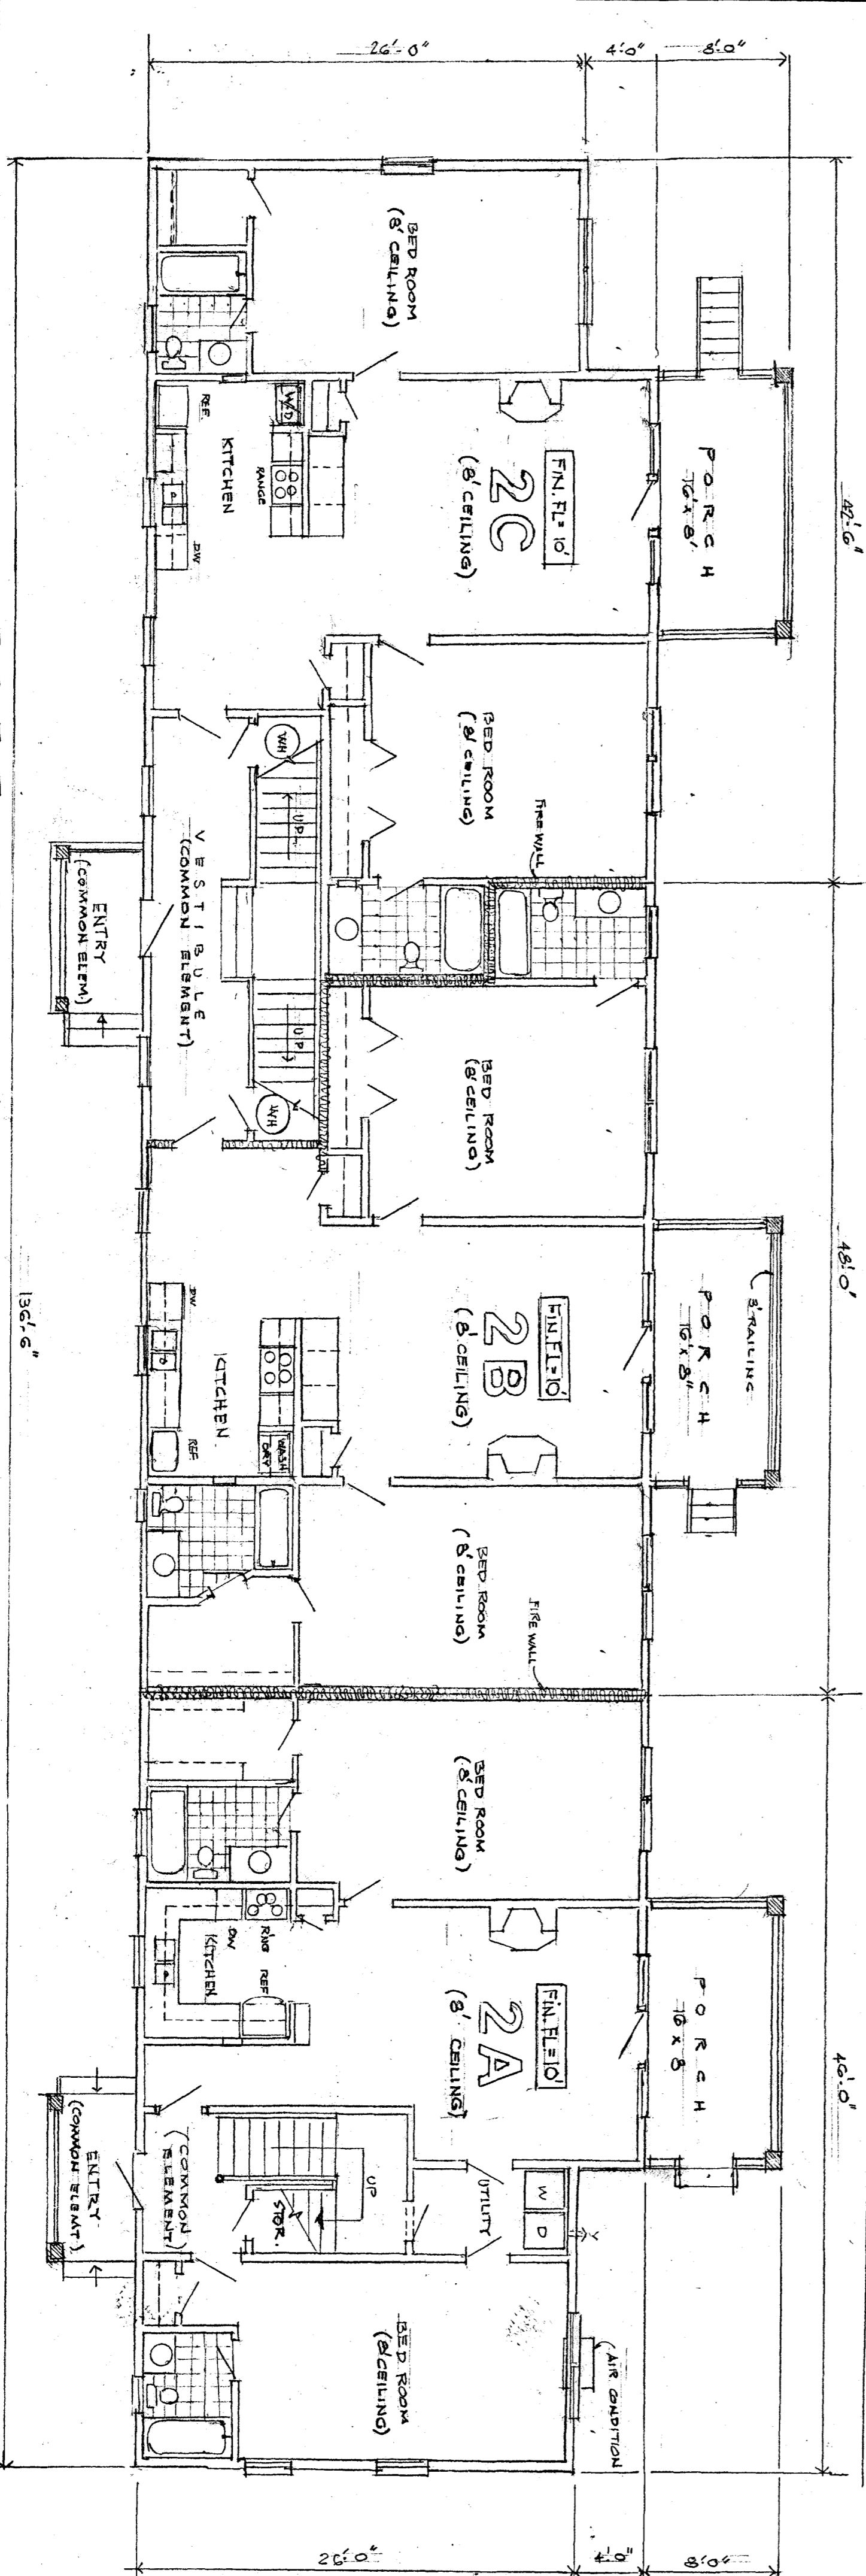 26'-0"
4'-0"
8'-0"
BED ROOM
(8' CEILING)
REF.
KITCHEN
W/D
RANGE
DW
FIN. FL = 10'
2C
(8' CEILING)
PORCH
16' x 8'
42'-6"
BED ROOM
(8' CEILING)
FIRE WALL
WH
UP
VESTIBULE
(COMMON ELEMENT)
ENTRY
(COMMON ELEM.)
UP
WH
BED ROOM
(8' CEILING)
48'-0"
136'-6"
DW
KITCHEN
REF
WASH
DRY
FIN. FL = 10'
2B
(8' CEILING)
3' RAILING
PORCH
16' x 8"
BED ROOM
(8' CEILING)
FIRE WALL
BED ROOM
(8' CEILING)
DW
R'NG
REF
KITCHEN
FIN. FL = 10'
2A
(8' CEILING)
PORCH
16 x 8
46'-0"
ENTRY
(COMMON ELEMT)
(COMMON
ELEMENT)
STOR.
UP
UTILITY
W
D
BED ROOM
(8' CEILING)
AIR CONDITION
26'-0"
4'-0"
8'-0"